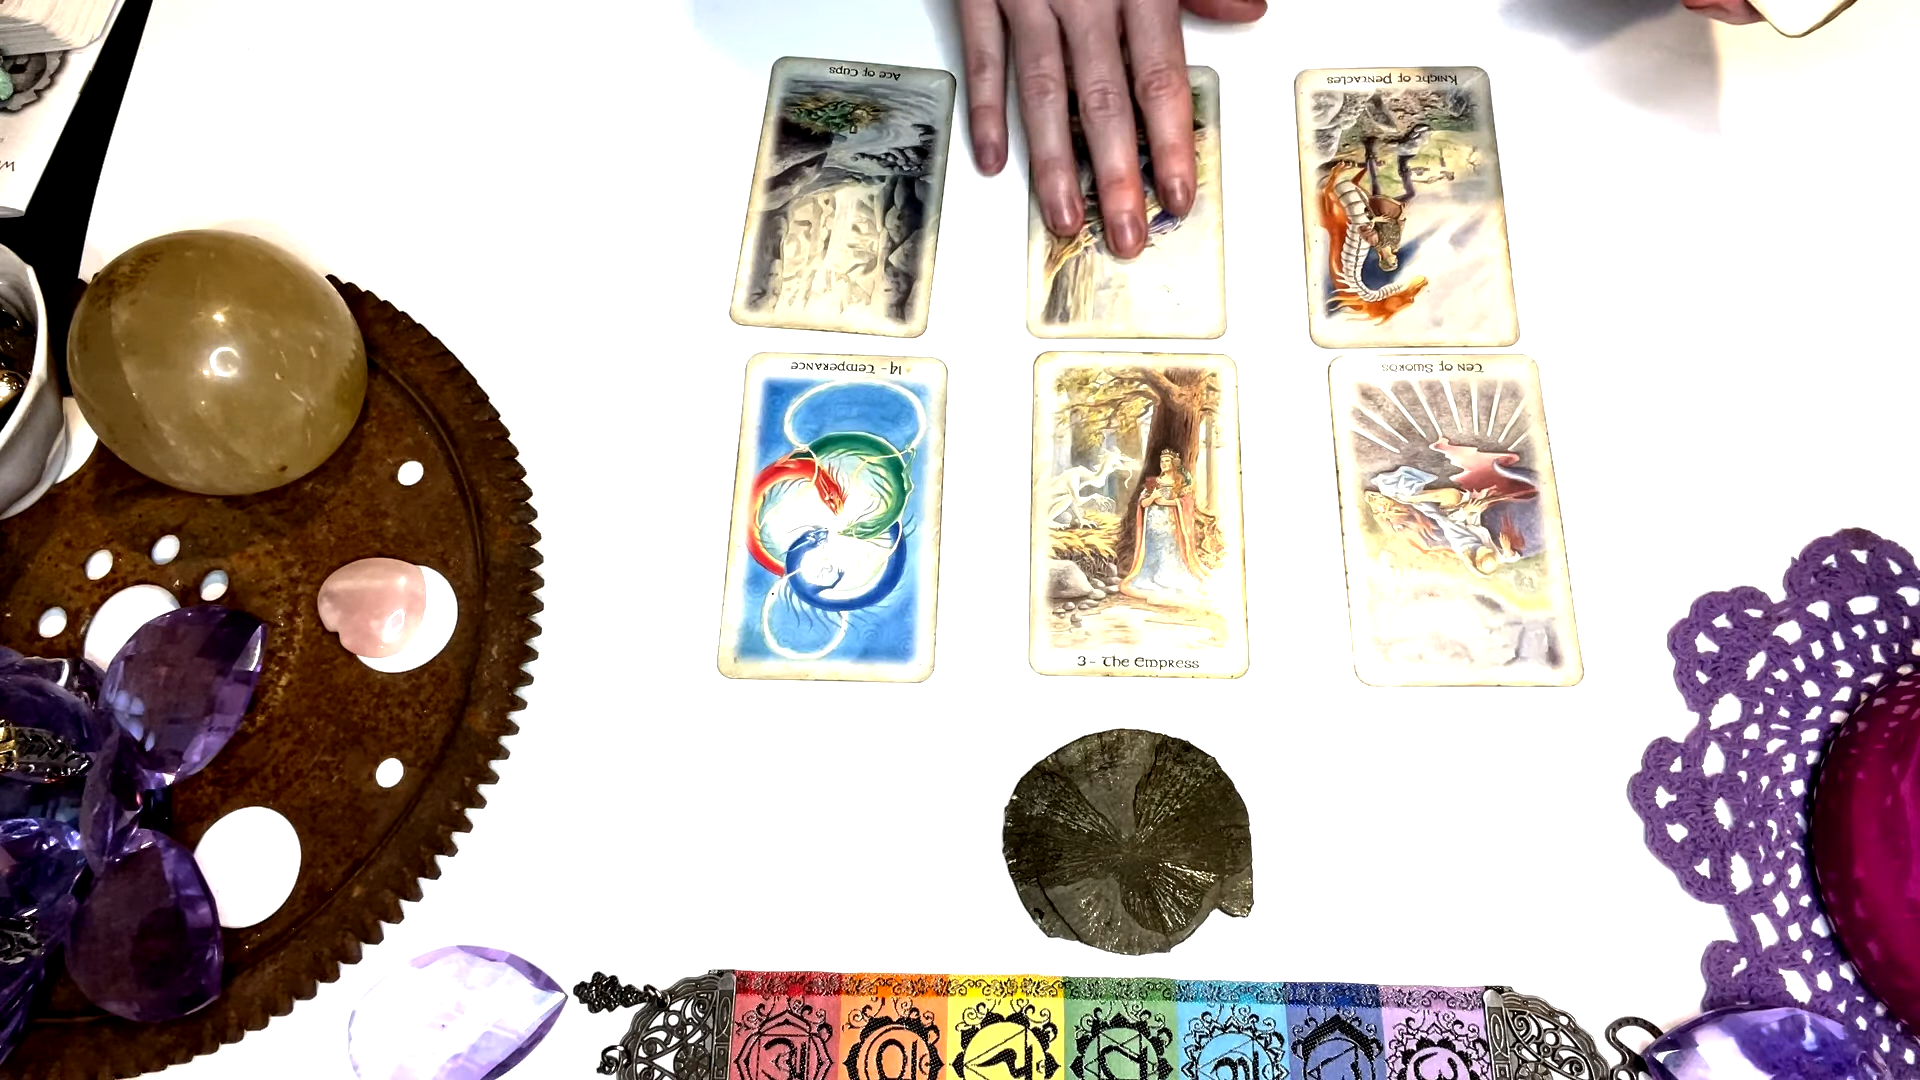 Ace of Cups
Knight of Pentacles
14 - Temperance
3 - The Empress
Ten of Swords